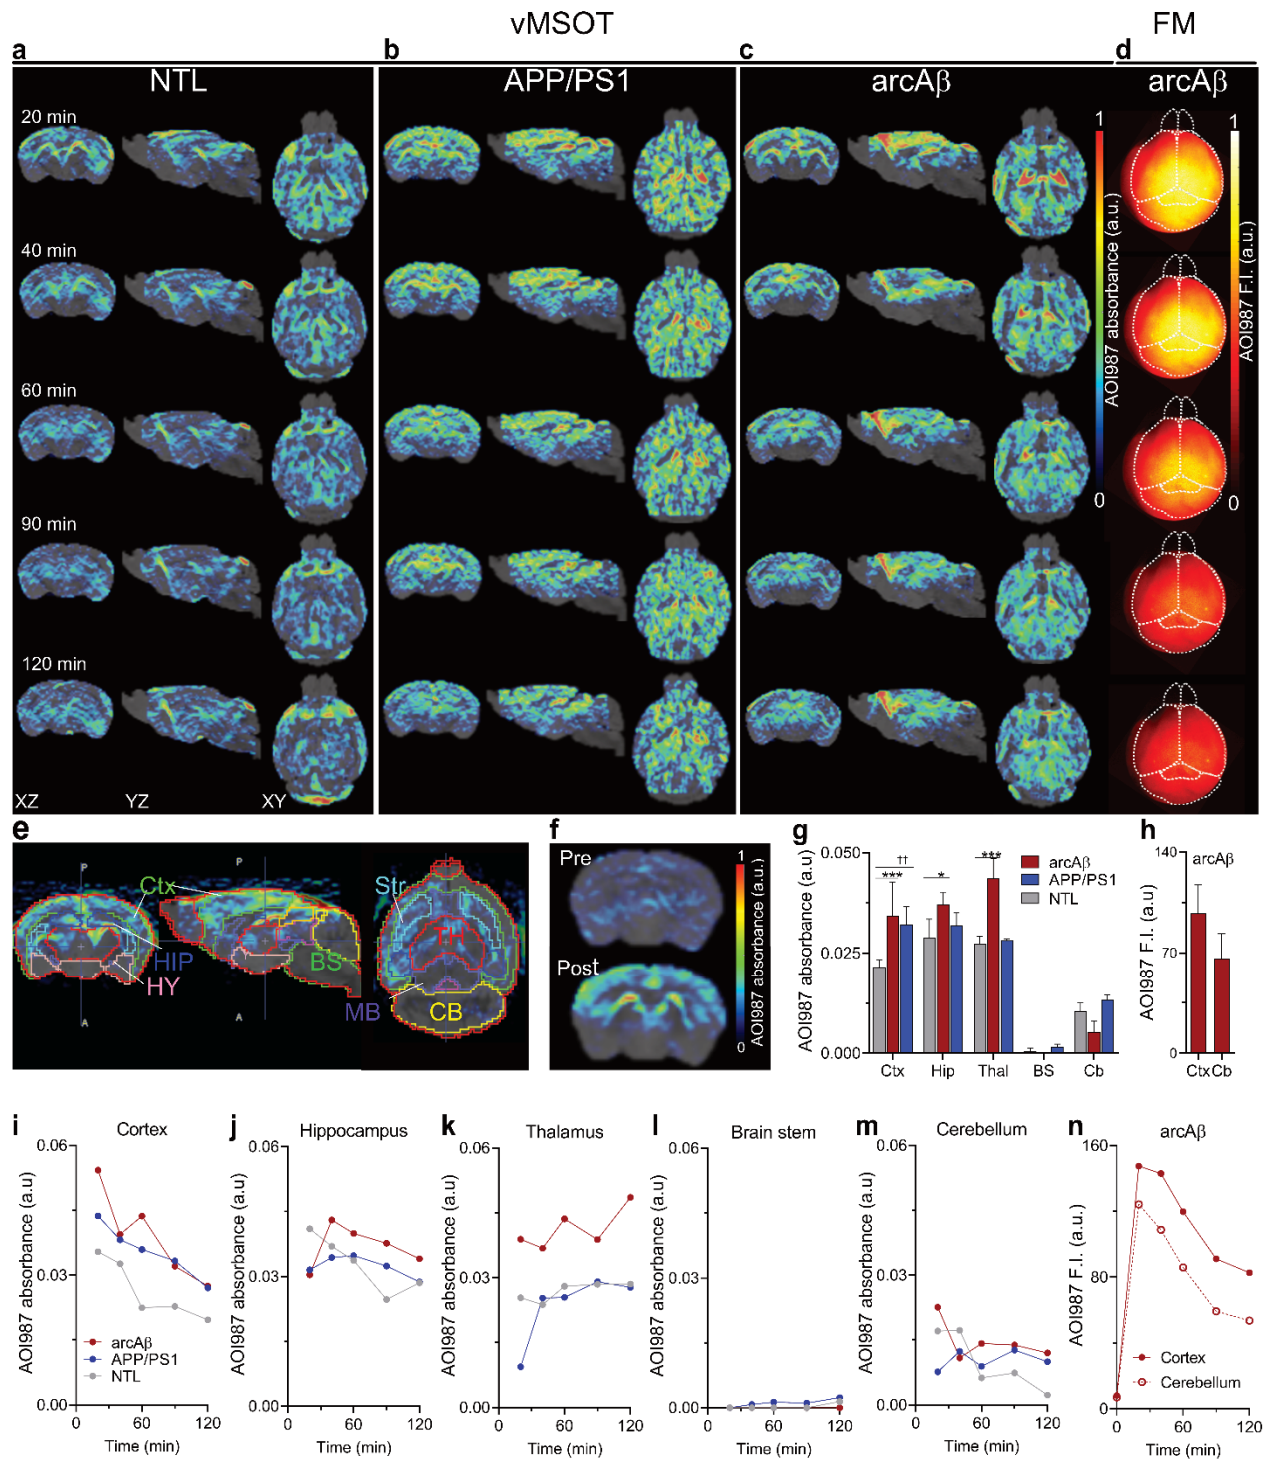 vMSOT
FM
a
b
c
d
NTL
APP/PS1
arcAβ
arcAβ
20 min
40 min
60 min
90 min
120 min
XZ
YZ
XY
1
AOI987 absorbance (a.u.)
0
1
AOI987 F.I. (a.u.)
0
e
P
P
Ctx
HIP
HY
A
A
BS
Str
TH
MB
CB
f
Pre
Post
1
AOI987 absorbance (a.u.)
0
g
0.050
0.025
0.000
AOI987 absorbance (a.u.)
††
***
*
***
arcAβ
APP/PS1
NTL
Ctx Hip Thal BS Cb
h
arcAβ
140
70
0
AOI987 F.I. (a.u)
Ctx Cb
i
Cortex
0.06
0.03
0.00
AOI987 absorbance (a.u)
arcAβ
APP/PS1
NTL
0 60 120
Time (min)
j
Hippocampus
0.06
0.03
0.00
AOI987 absorbance (a.u)
0 60 120
Time (min)
k
Thalamus
0.06
0.03
0.00
AOI987 absorbance (a.u)
0 60 120
Time (min)
l
Brain stem
0.06
0.03
0.00
AOI987 absorbance (a.u)
0 60 120
Time (min)
m
Cerebellum
0.06
0.03
0.00
AOI987 absorbance (a.u)
0 60 120
Time (min)
n
arcAβ
160
80
0
AOI987 F.I. (a.u.)
Cortex
Cerebellum
0 60 120
Time (min)